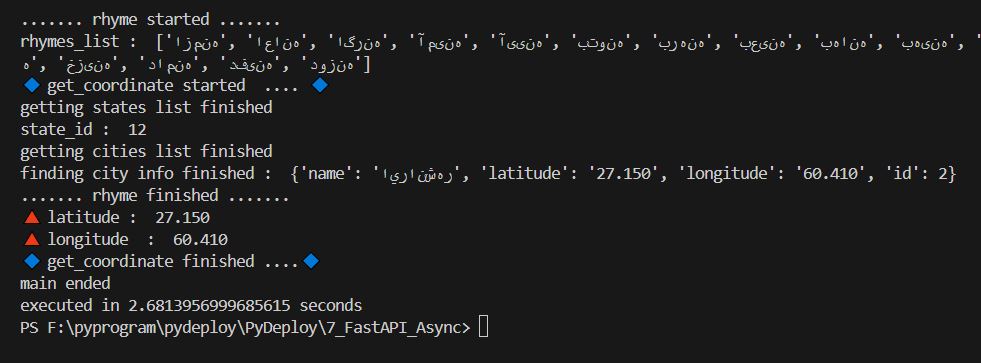 ....... rhyme started .......
rhymes_list :  ['ازمنه', 'اعانه', 'اگرنه', 'آمینه', 'آیینه', 'بتونه', 'برهنه', 'بعینه', 'بهانه', 'بهینه', '
ه', 'خزینه', 'دامنه', 'دفینه', 'دوزنه']
🔷 get_coordinate started  .... 🔷
getting states list finished
state_id :  12
getting cities list finished
finding city info finished :  {'name': 'ايرانشهر', 'latitude': '27.150', 'longitude': '60.410', 'id': 2}
....... rhyme finished .......
🔺 latitude :  27.150
🔺 longitude  :  60.410
🔷 get_coordinate finished ....🔷
main ended
executed in 2.6813956999685615 seconds
PS F:\pyprogram\pydeploy\PyDeploy\7_FastAPI_Async>